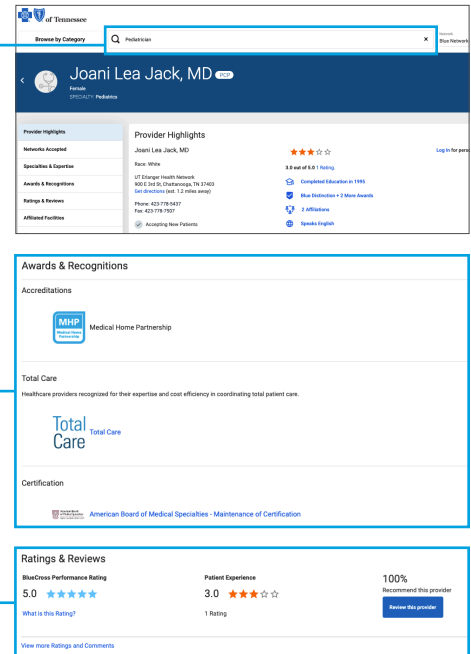 of Tennessee
Browse by Category
Pediatrician
×
Network
Blue Network
Joani Lea Jack, MD PCP
Female
SPECIALTY: Pediatrics
Provider Highlights
Networks Accepted
Specialties & Expertise
Awards & Recognitions
Ratings & Reviews
Affiliated Facilities
Provider Highlights
Joani Lea Jack, MD
Race: White
UT Erlanger Health Network
900 E 3rd St, Chattanooga, TN 37403
Get directions (est. 1.2 miles away)
Phone: 423-778-5437
Fax: 423-778-7507
Accepting New Patients
3.0 out of 5.0 1 Rating
Completed Education in 1995
Blue Distinction + 2 More Awards
2 Affiliations
Speaks English
Log in for pers
Awards & Recognitions
Accreditations
MHP
Medical Home
Partnership
Medical Home Partnership
Total Care
Healthcare providers recognized for their expertise and cost efficiency in coordinating total patient care.
Total
Care
Total Care
Certification
American Board of Medical Specialties - Maintenance of Certification
Ratings & Reviews
BlueCross Performance Rating
5.0
What is this Rating?
Patient Experience
3.0
1 Rating
100%
Recommend this provider
Review this provider
View more Ratings and Comments